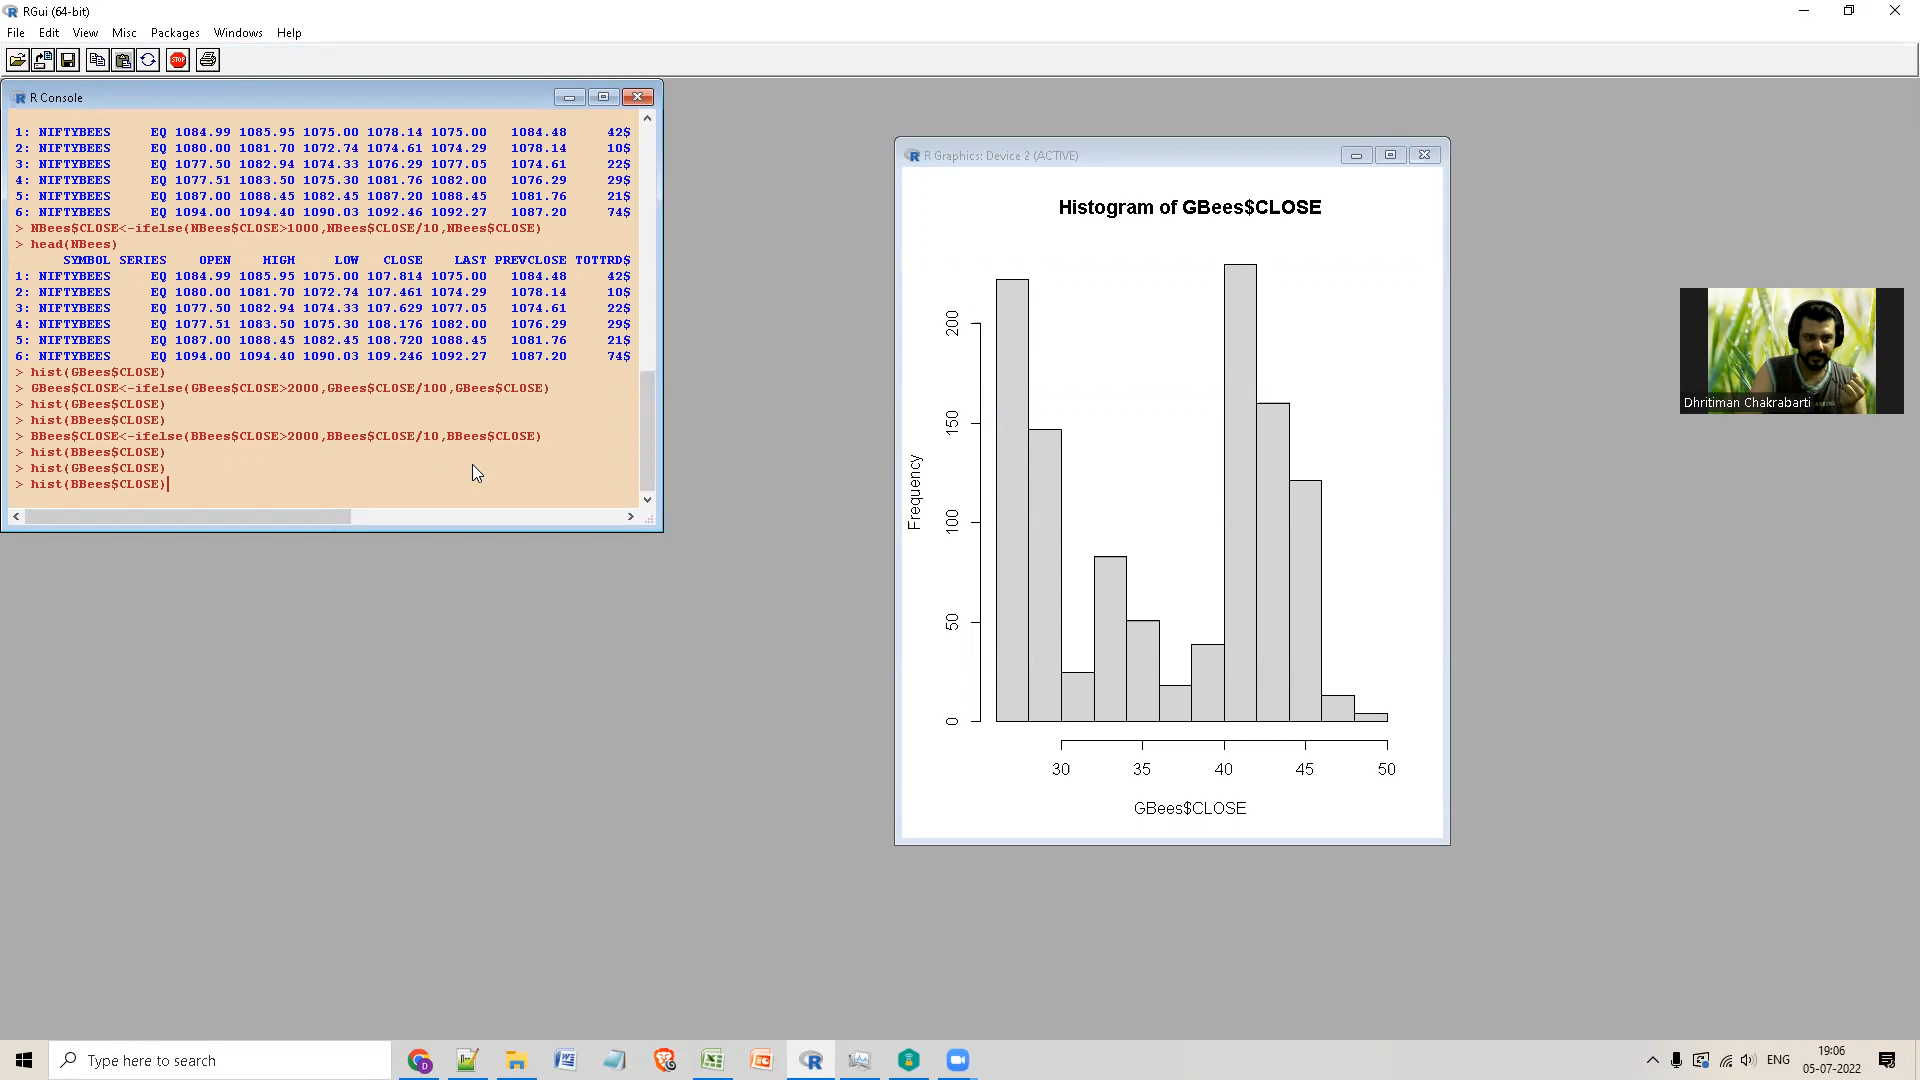 RGui (64-bit)
File Edit View Misc Packages Windows Help
STOP
R Console
1: NIFTYBEES EQ 1084.99 1085.95 1075.00 1078.14 1075.00 1084.48 42$
2: NIFTYBEES EQ 1080.00 1081.70 1072.74 1074.61 1074.29 1078.14 10$
3: NIFTYBEES EQ 1077.50 1082.94 1074.33 1076.29 1077.05 1074.61 22$
4: NIFTYBEES EQ 1077.51 1083.50 1075.30 1081.76 1082.00 1076.29 29$
5: NIFTYBEES EQ 1087.00 1088.45 1082.45 1087.20 1088.45 1081.76 21$
6: NIFTYBEES EQ 1094.00 1094.40 1090.03 1092.46 1092.27 1087.20 74$
> NBees$CLOSE<-ifelse(NBees$CLOSE>1000,NBees$CLOSE/10,NBees$CLOSE)
> head(NBees)
SYMBOL SERIES OPEN HIGH LOW CLOSE LAST PREVCLOSE TOTTRD$
1: NIFTYBEES EQ 1084.99 1085.95 1075.00 107.814 1075.00 1084.48 42$
2: NIFTYBEES EQ 1080.00 1081.70 1072.74 107.461 1074.29 1078.14 10$
3: NIFTYBEES EQ 1077.50 1082.94 1074.33 107.629 1077.05 1074.61 22$
4: NIFTYBEES EQ 1077.51 1083.50 1075.30 108.176 1082.00 1076.29 29$
5: NIFTYBEES EQ 1087.00 1088.45 1082.45 108.720 1088.45 1081.76 21$
6: NIFTYBEES EQ 1094.00 1094.40 1090.03 109.246 1092.27 1087.20 74$
> hist(GBees$CLOSE)
> GBees$CLOSE<-ifelse(GBees$CLOSE>2000,GBees$CLOSE/100,GBees$CLOSE)
> hist(GBees$CLOSE)
> hist(BBees$CLOSE)
> BBees$CLOSE<-ifelse(BBees$CLOSE>2000,BBees$CLOSE/10,BBees$CLOSE)
> hist(BBees$CLOSE)
> hist(GBees$CLOSE)
> hist(BBees$CLOSE)
R Graphics: Device 2 (ACTIVE)
Histogram of GBees$CLOSE
Frequency
200
150
100
50
0
30 35 40 45 50
GBees$CLOSE
Dhritiman Chakrabarti
Type here to search
ENG
19:06
05-07-2022